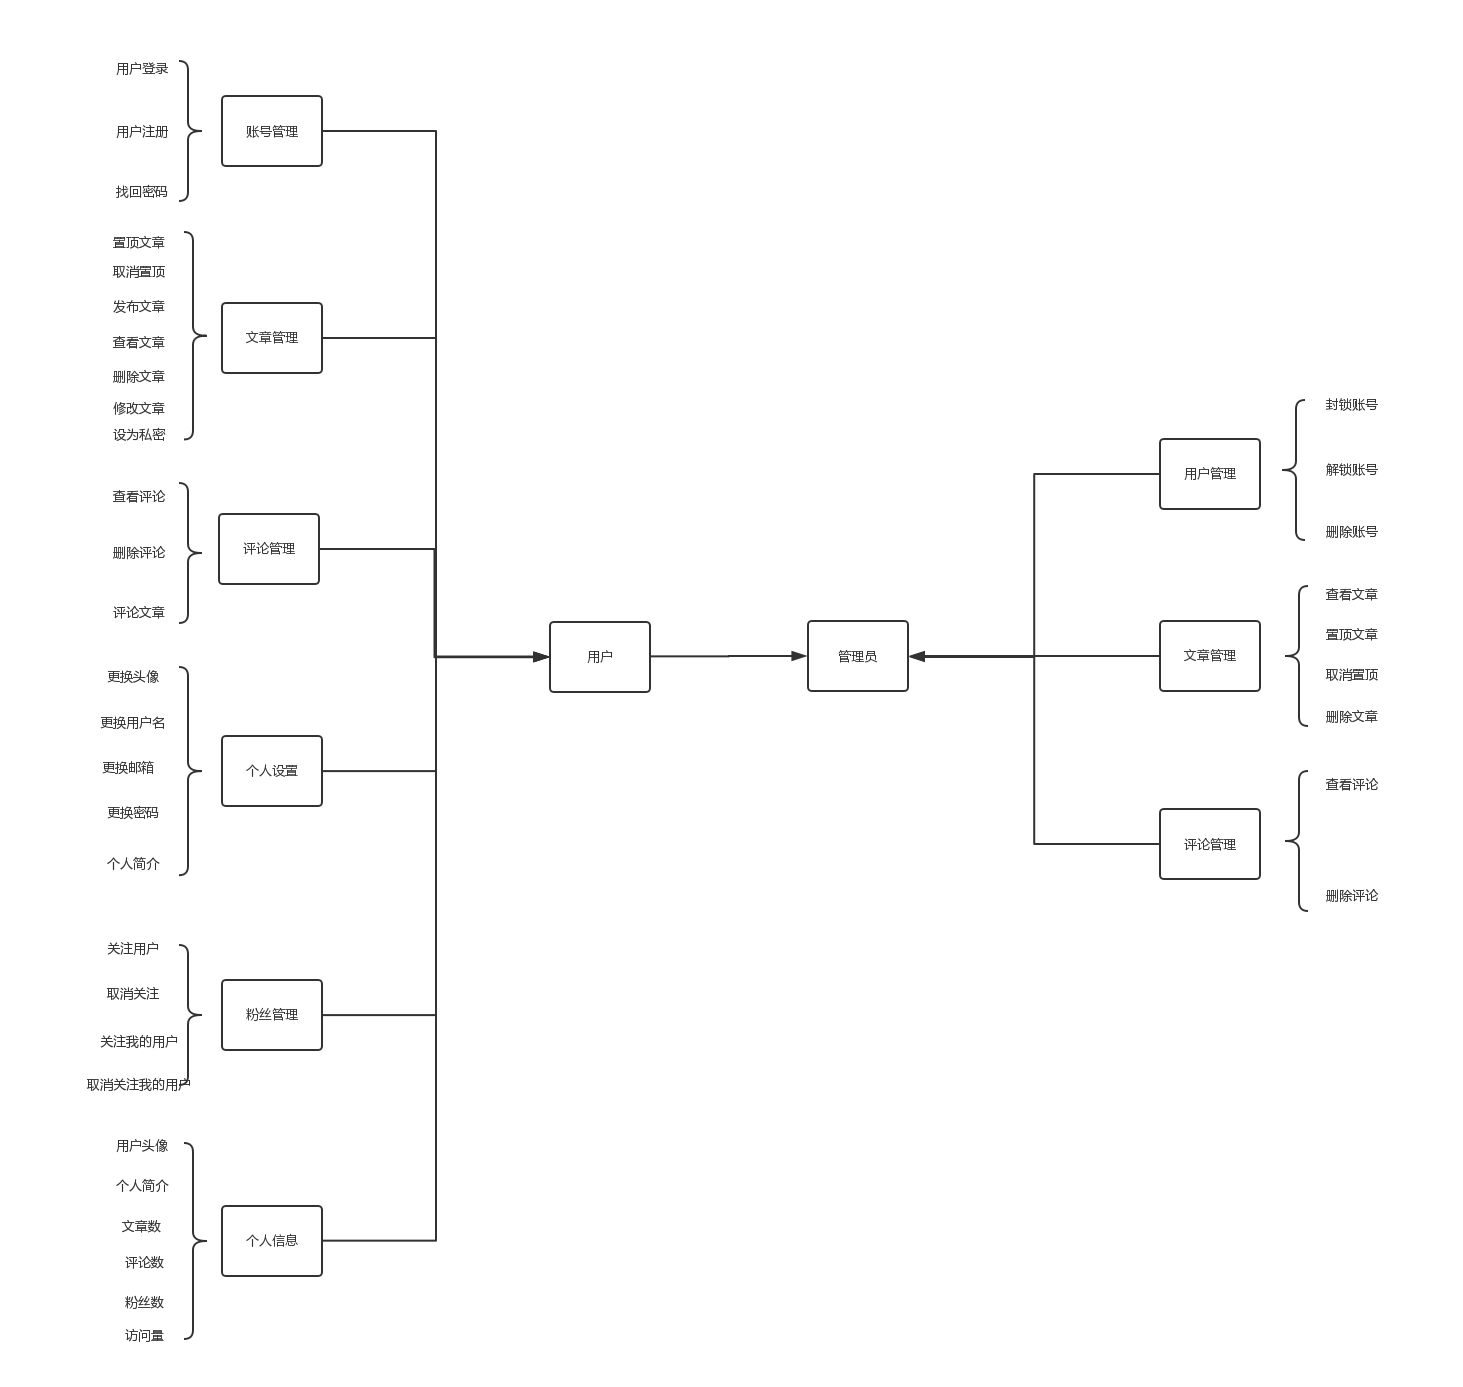 用户登录
用户注册
找回密码
账号管理
置顶文章
取消置顶
发布文章
查看文章
删除文章
修改文章
设为私密
文章管理
查看评论
删除评论
评论文章
评论管理
更换头像
更换用户名
更换邮箱
更换密码
个人简介
个人设置
关注用户
取消关注
关注我的用户
取消关注我的用户
粉丝管理
用户头像
个人简介
文章数
评论数
粉丝数
访问量
个人信息
用户
管理员
用户管理
封锁账号
解锁账号
删除账号
文章管理
查看文章
置顶文章
取消置顶
删除文章
评论管理
查看评论
删除评论